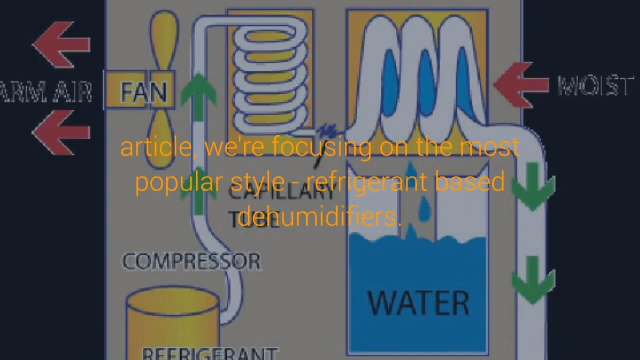 ARM AIR
FAN
MOIST
article, we're focusing on the most
popular style - refrigerant based
dehumidifiers.
CAPILLARY
TUBE
COMPRESSOR
WATER
REFRIGERANT